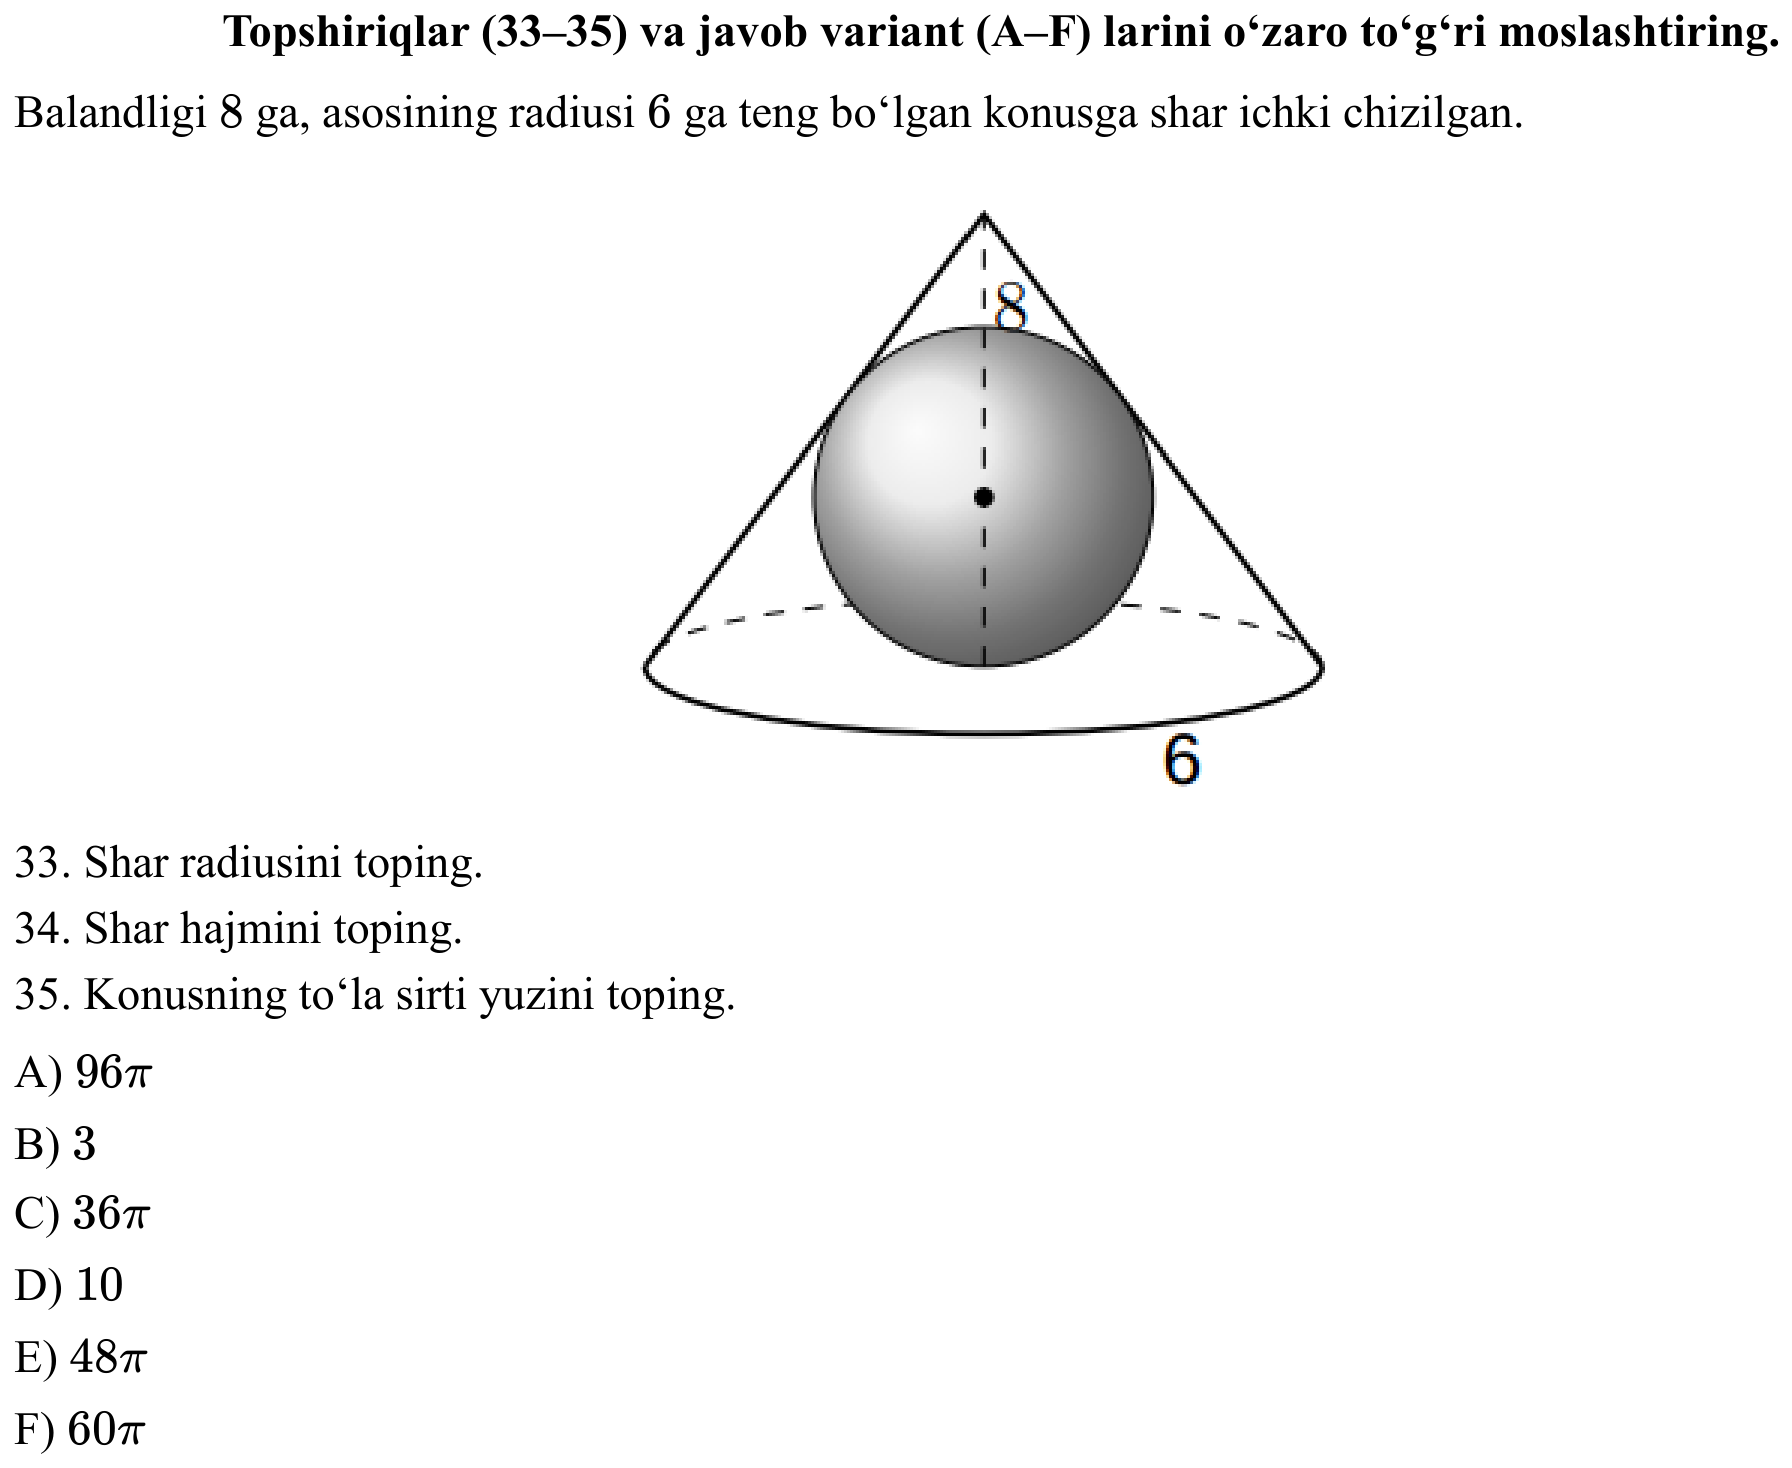 Topshiriqlar (33–35) va javob variant (A–F) larini o‘zaro to‘g‘ri moslashtiring.
Balandligi 8 ga, asosining radiusi 6 ga teng bo‘lgan konusga shar ichki chizilgan.
8
6
33. Shar radiusini toping.
34. Shar hajmini toping.
35. Konusning to‘la sirti yuzini toping.
A) 96π
B) 3
C) 36π
D) 10
E) 48π
F) 60π